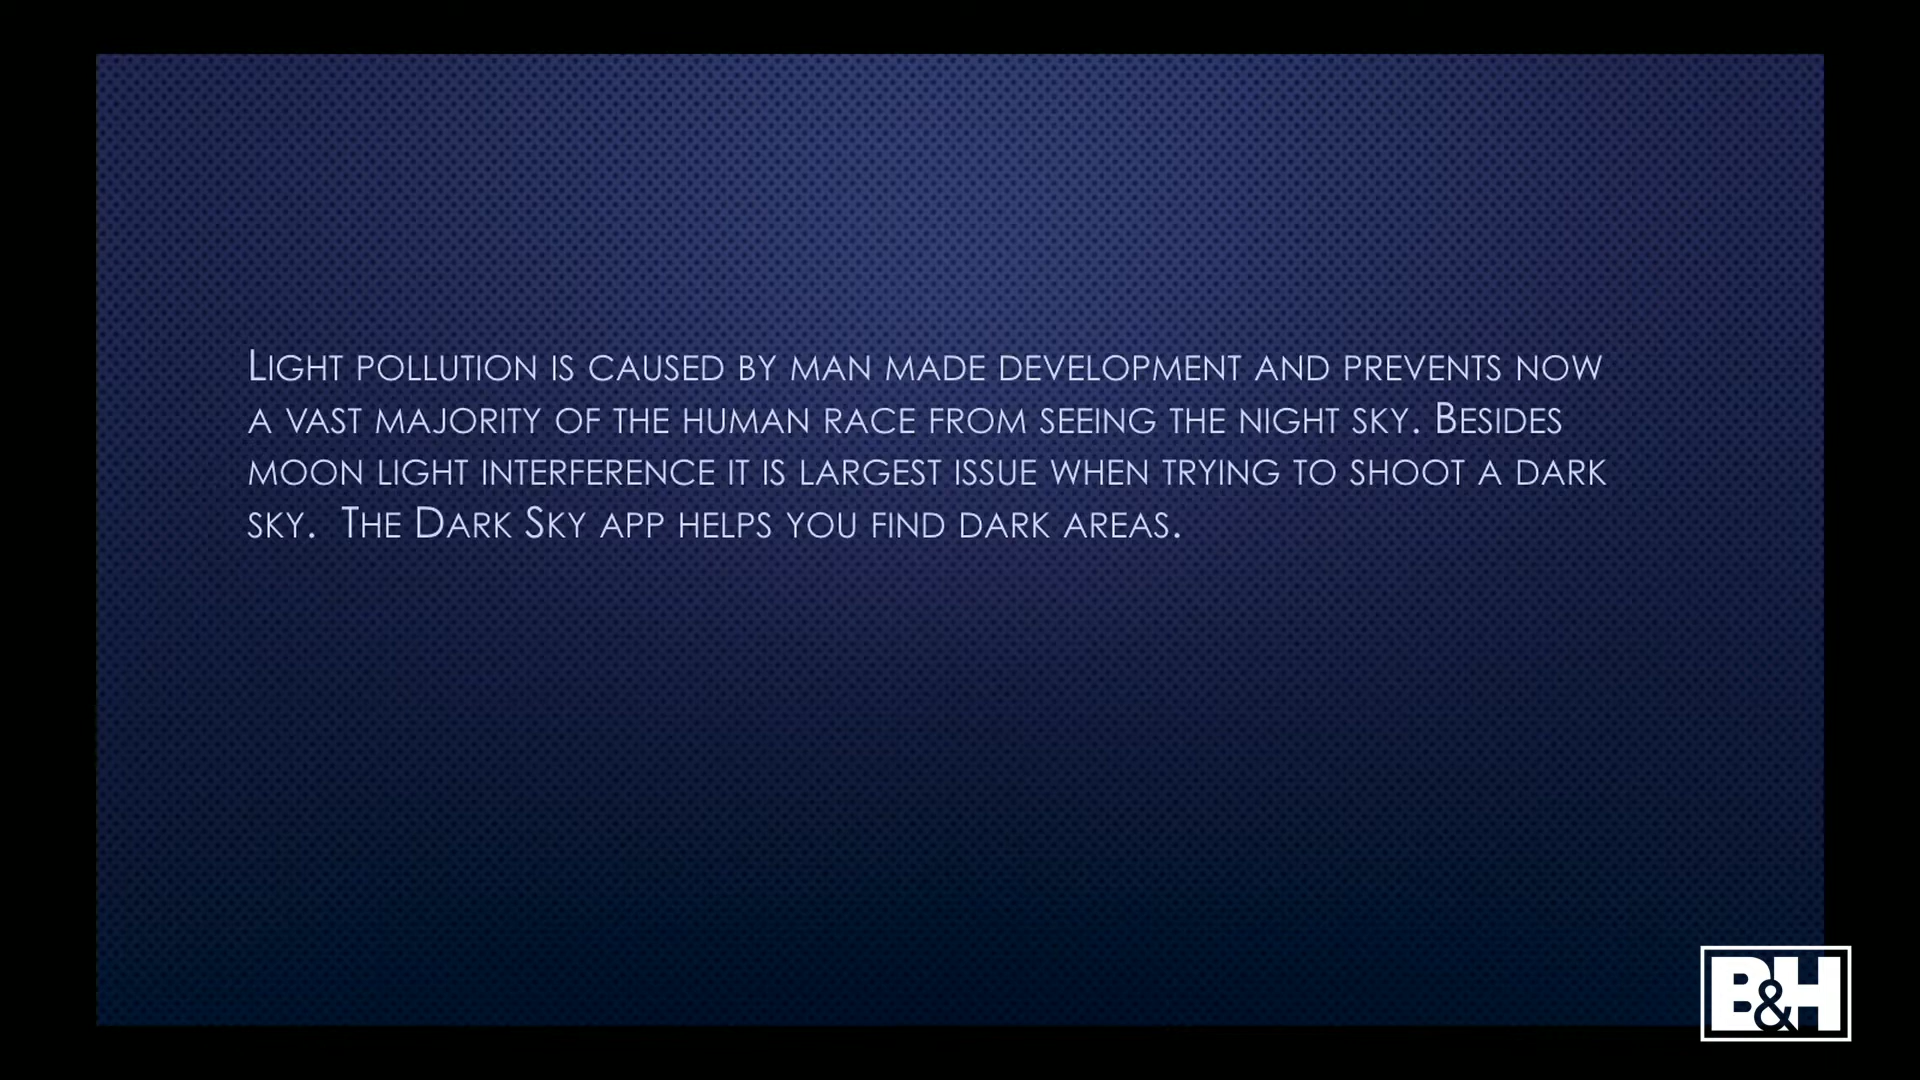 Light pollution is caused by man made development and prevents now
a vast majority of the human race from seeing the night sky. Besides
moon light interference it is largest issue when trying to shoot a dark
sky.  The Dark Sky app helps you find dark areas.
B&H